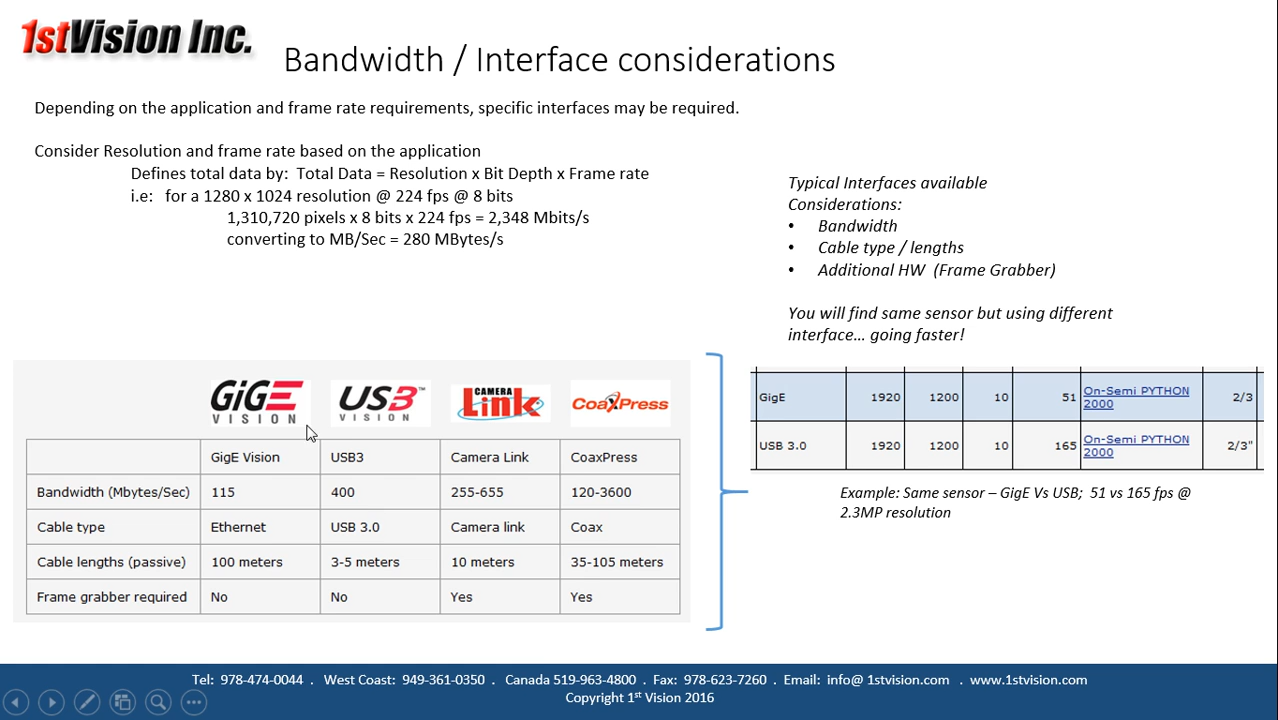 1stVision Inc.
Bandwidth / Interface considerations
Depending on the application and frame rate requirements, specific interfaces may be required.
Consider Resolution and frame rate based on the application
Defines total data by: Total Data = Resolution x Bit Depth x Frame rate
i.e: for a 1280 x 1024 resolution @ 224 fps @ 8 bits
1,310,720 pixels x 8 bits x 224 fps = 2,348 Mbits/s
converting to MB/Sec = 280 MBytes/s
Typical Interfaces available
Considerations:
• Bandwidth
• Cable type / lengths
• Additional HW (Frame Grabber)
You will find same sensor but using different
interface... going faster!
GiGE VISION USB3 VISION ™ CAMERA Link CoaXPress
GigE Vision USB3 Camera Link CoaxPress
Bandwidth (Mbytes/Sec) 115 400 255-655 120-3600
Cable type Ethernet USB 3.0 Camera link Coax
Cable lengths (passive) 100 meters 3-5 meters 10 meters 35-105 meters
Frame grabber required No No Yes Yes
GigE 1920 1200 10 51 On-Semi PYTHON 2000 2/3
USB 3.0 1920 1200 10 165 On-Semi PYTHON 2000 2/3"
Example: Same sensor – GigE Vs USB; 51 vs 165 fps @
2.3MP resolution
Tel: 978-474-0044 . West Coast: 949-361-0350 . Canada 519-963-4800 . Fax: 978-623-7260 . Email: info@ 1stvision.com . www.1stvision.com
Copyright 1st Vision 2016